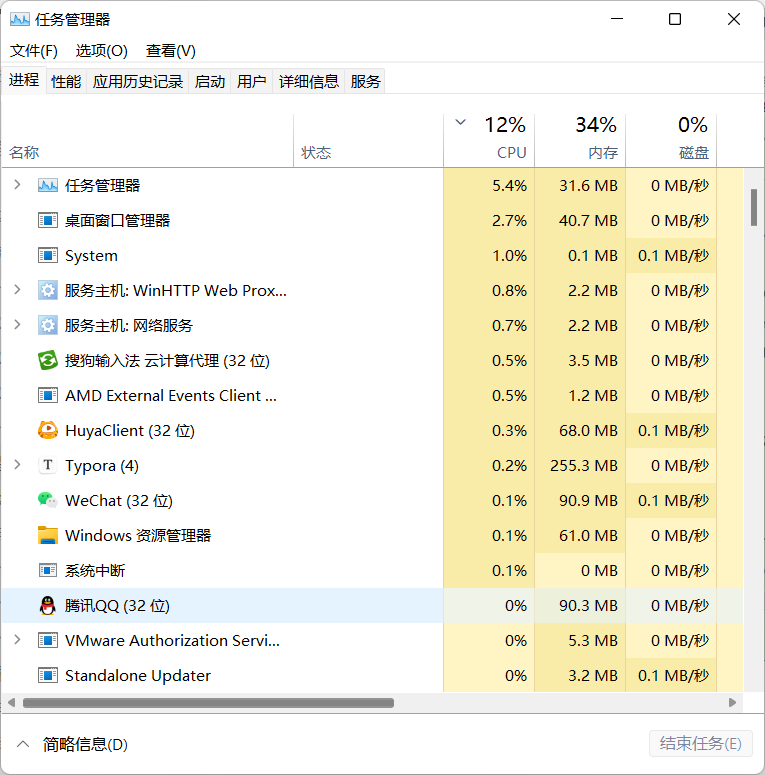 任务管理器
文件(F) 选项(O) 查看(V)
进程 性能 应用历史记录 启动 用户 详细信息 服务
12% 34% 0%
名称 状态 CPU 内存 磁盘
任务管理器 5.4% 31.6 MB 0 MB/秒
桌面窗口管理器 2.7% 40.7 MB 0 MB/秒
System 1.0% 0.1 MB 0.1 MB/秒
服务主机: WinHTTP Web Prox... 0.8% 2.2 MB 0 MB/秒
服务主机: 网络服务 0.7% 2.2 MB 0 MB/秒
搜狗输入法 云计算代理 (32 位) 0.5% 3.5 MB 0 MB/秒
AMD External Events Client ... 0.5% 1.2 MB 0 MB/秒
HuyaClient (32 位) 0.3% 68.0 MB 0.1 MB/秒
T Typora (4) 0.2% 255.3 MB 0 MB/秒
WeChat (32 位) 0.1% 90.9 MB 0.1 MB/秒
Windows 资源管理器 0.1% 61.0 MB 0 MB/秒
系统中断 0.1% 0 MB 0 MB/秒
腾讯QQ (32 位) 0% 90.3 MB 0 MB/秒
VMware Authorization Servi... 0% 5.3 MB 0 MB/秒
Standalone Updater 0% 3.2 MB 0.1 MB/秒
简略信息(D) 结束任务(E)